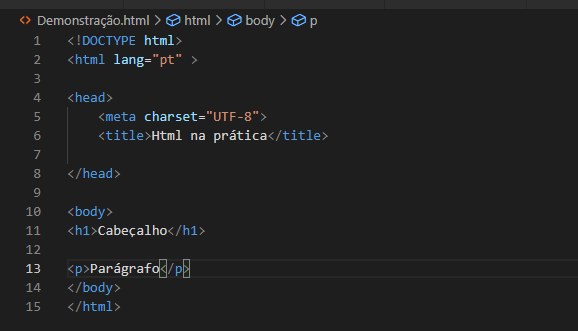 <> Demonstração.html > html > body > p
1 <!DOCTYPE html>
2 <html lang="pt" >
3
4 <head>
5     <meta charset="UTF-8">
6     <title>Html na prática</title>
7
8 </head>
9
10 <body>
11 <h1>Cabeçalho</h1>
12
13 <p>Parágrafo</p>
14 </body>
15 </html>